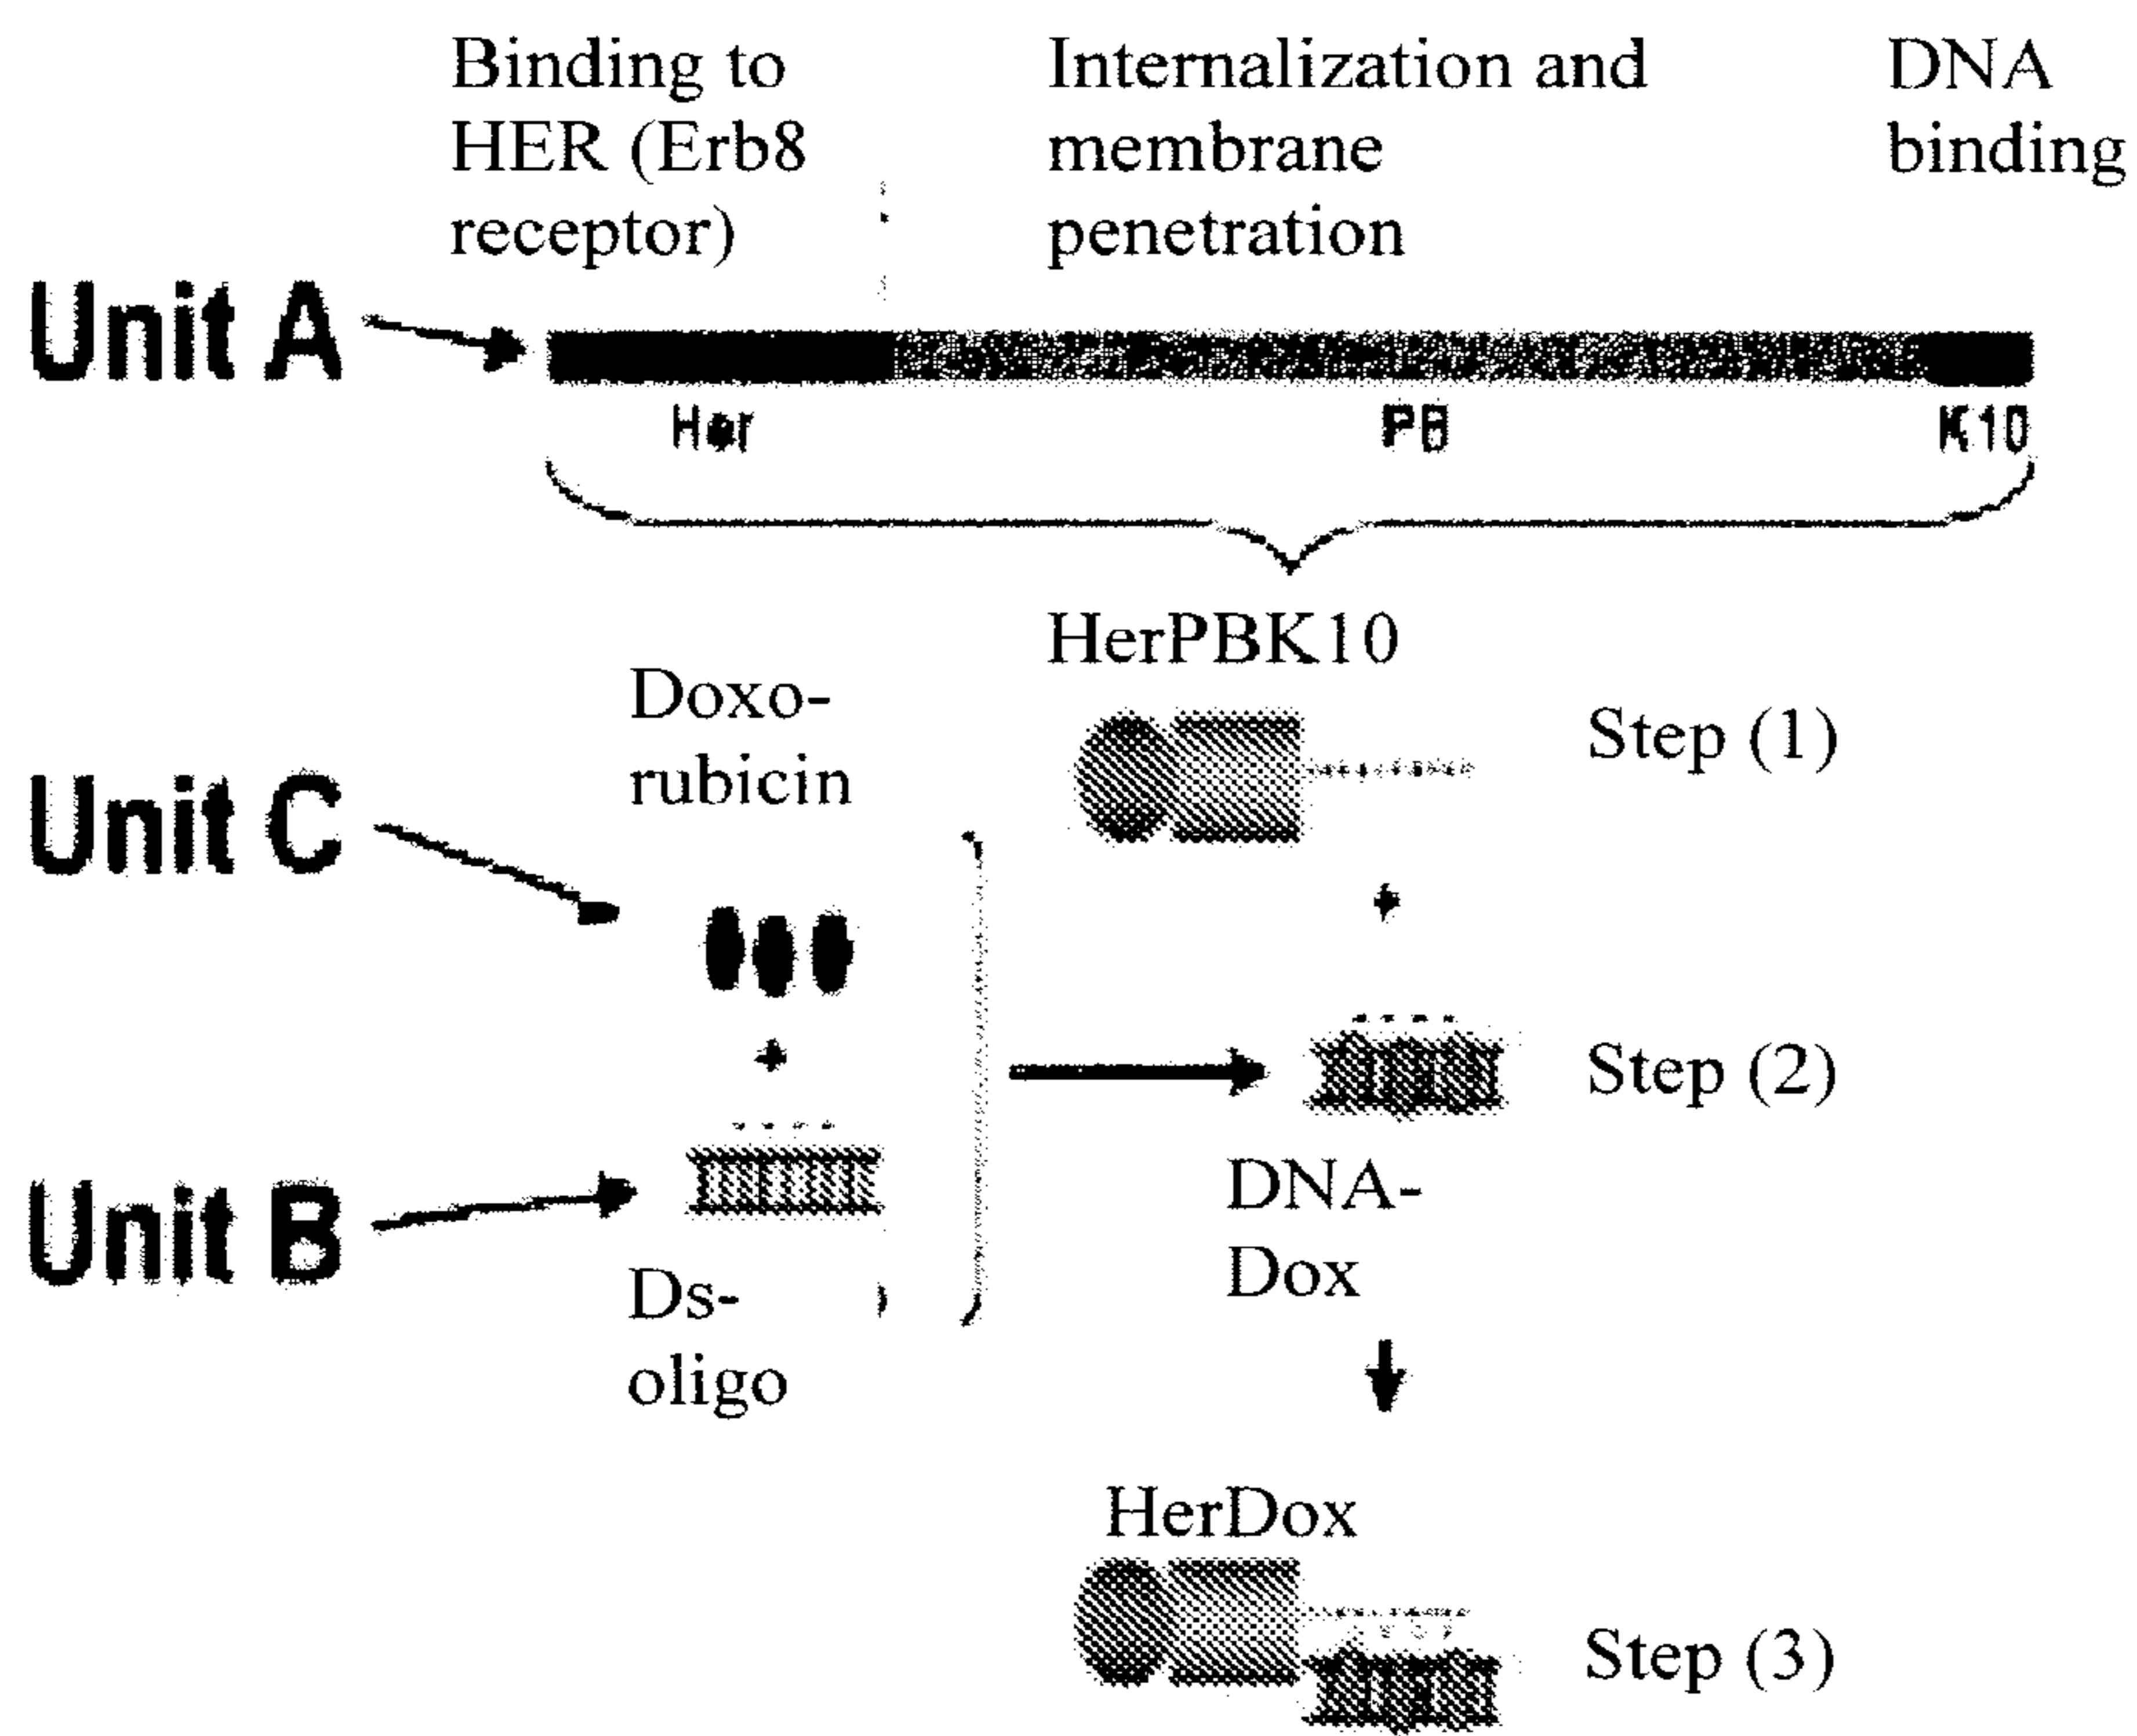 Binding to
HER (Erb8
receptor)
Internalization and
membrane
penetration
DNA
binding
Unit A
Her
PB
K10
HerPBK10
Doxo-
rubicin
Step (1)
Unit C
Step (2)
Unit B
DNA-
Dox
Ds-
oligo
HerDox
Step (3)